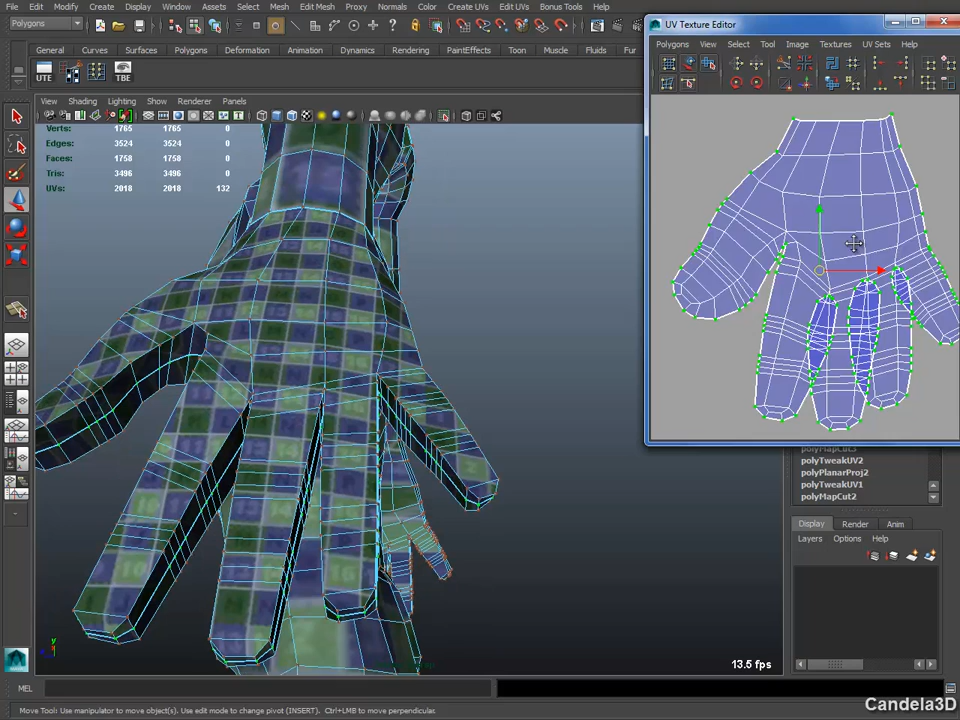 File Edit Modify Create Display Window Assets Select Mesh Edit Mesh Proxy Normals Color Create UVs Edit UVs Bonus Tools
Polygons
General Curves Surfaces Polygons Deformation Animation Dynamics Rendering PaintEffects Toon Muscle Fluids Fur
UTE TBE
View Shading Lighting Show Renderer Panels
Verts: 1765 1765 0
Edges: 3524 3524 0
Faces: 1758 1758 0
Tris: 3496 3496 0
UVs: 2018 2018 132
UV Texture Editor
Polygons View Select Tool Image Textures UV Sets Help
polyTweakUV2
polyPlanarProj2
polyTweakUV1
polyMapCut2
Display Render Anim
Layers Options Help
13.5 fps
MEL
Move Tool: Use manipulator to move object(s). Use edit mode to change pivot (INSERT). Ctrl+LMB to move perpendicular.
Candela3D